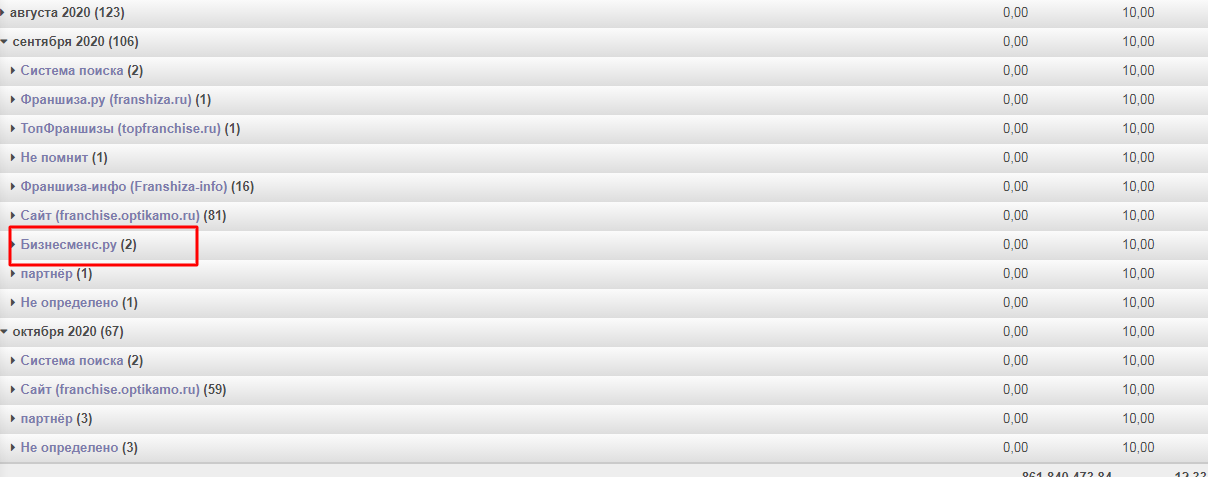 августа 2020 (123) 0,00 10,00
сентября 2020 (106) 0,00 10,00
Система поиска (2) 0,00 10,00
Франшиза.ру (franshiza.ru) (1) 0,00 10,00
ТопФраншизы (topfranchise.ru) (1) 0,00 10,00
Не помнит (1) 0,00 10,00
Франшиза-инфо (Franshiza-info) (16) 0,00 10,00
Сайт (franchise.optikamo.ru) (81) 0,00 10,00
Бизнесменс.ру (2) 0,00 10,00
партнёр (1) 0,00 10,00
Не определено (1) 0,00 10,00
октября 2020 (67) 0,00 10,00
Система поиска (2) 0,00 10,00
Сайт (franchise.optikamo.ru) (59) 0,00 10,00
партнёр (3) 0,00 10,00
Не определено (3) 0,00 10,00